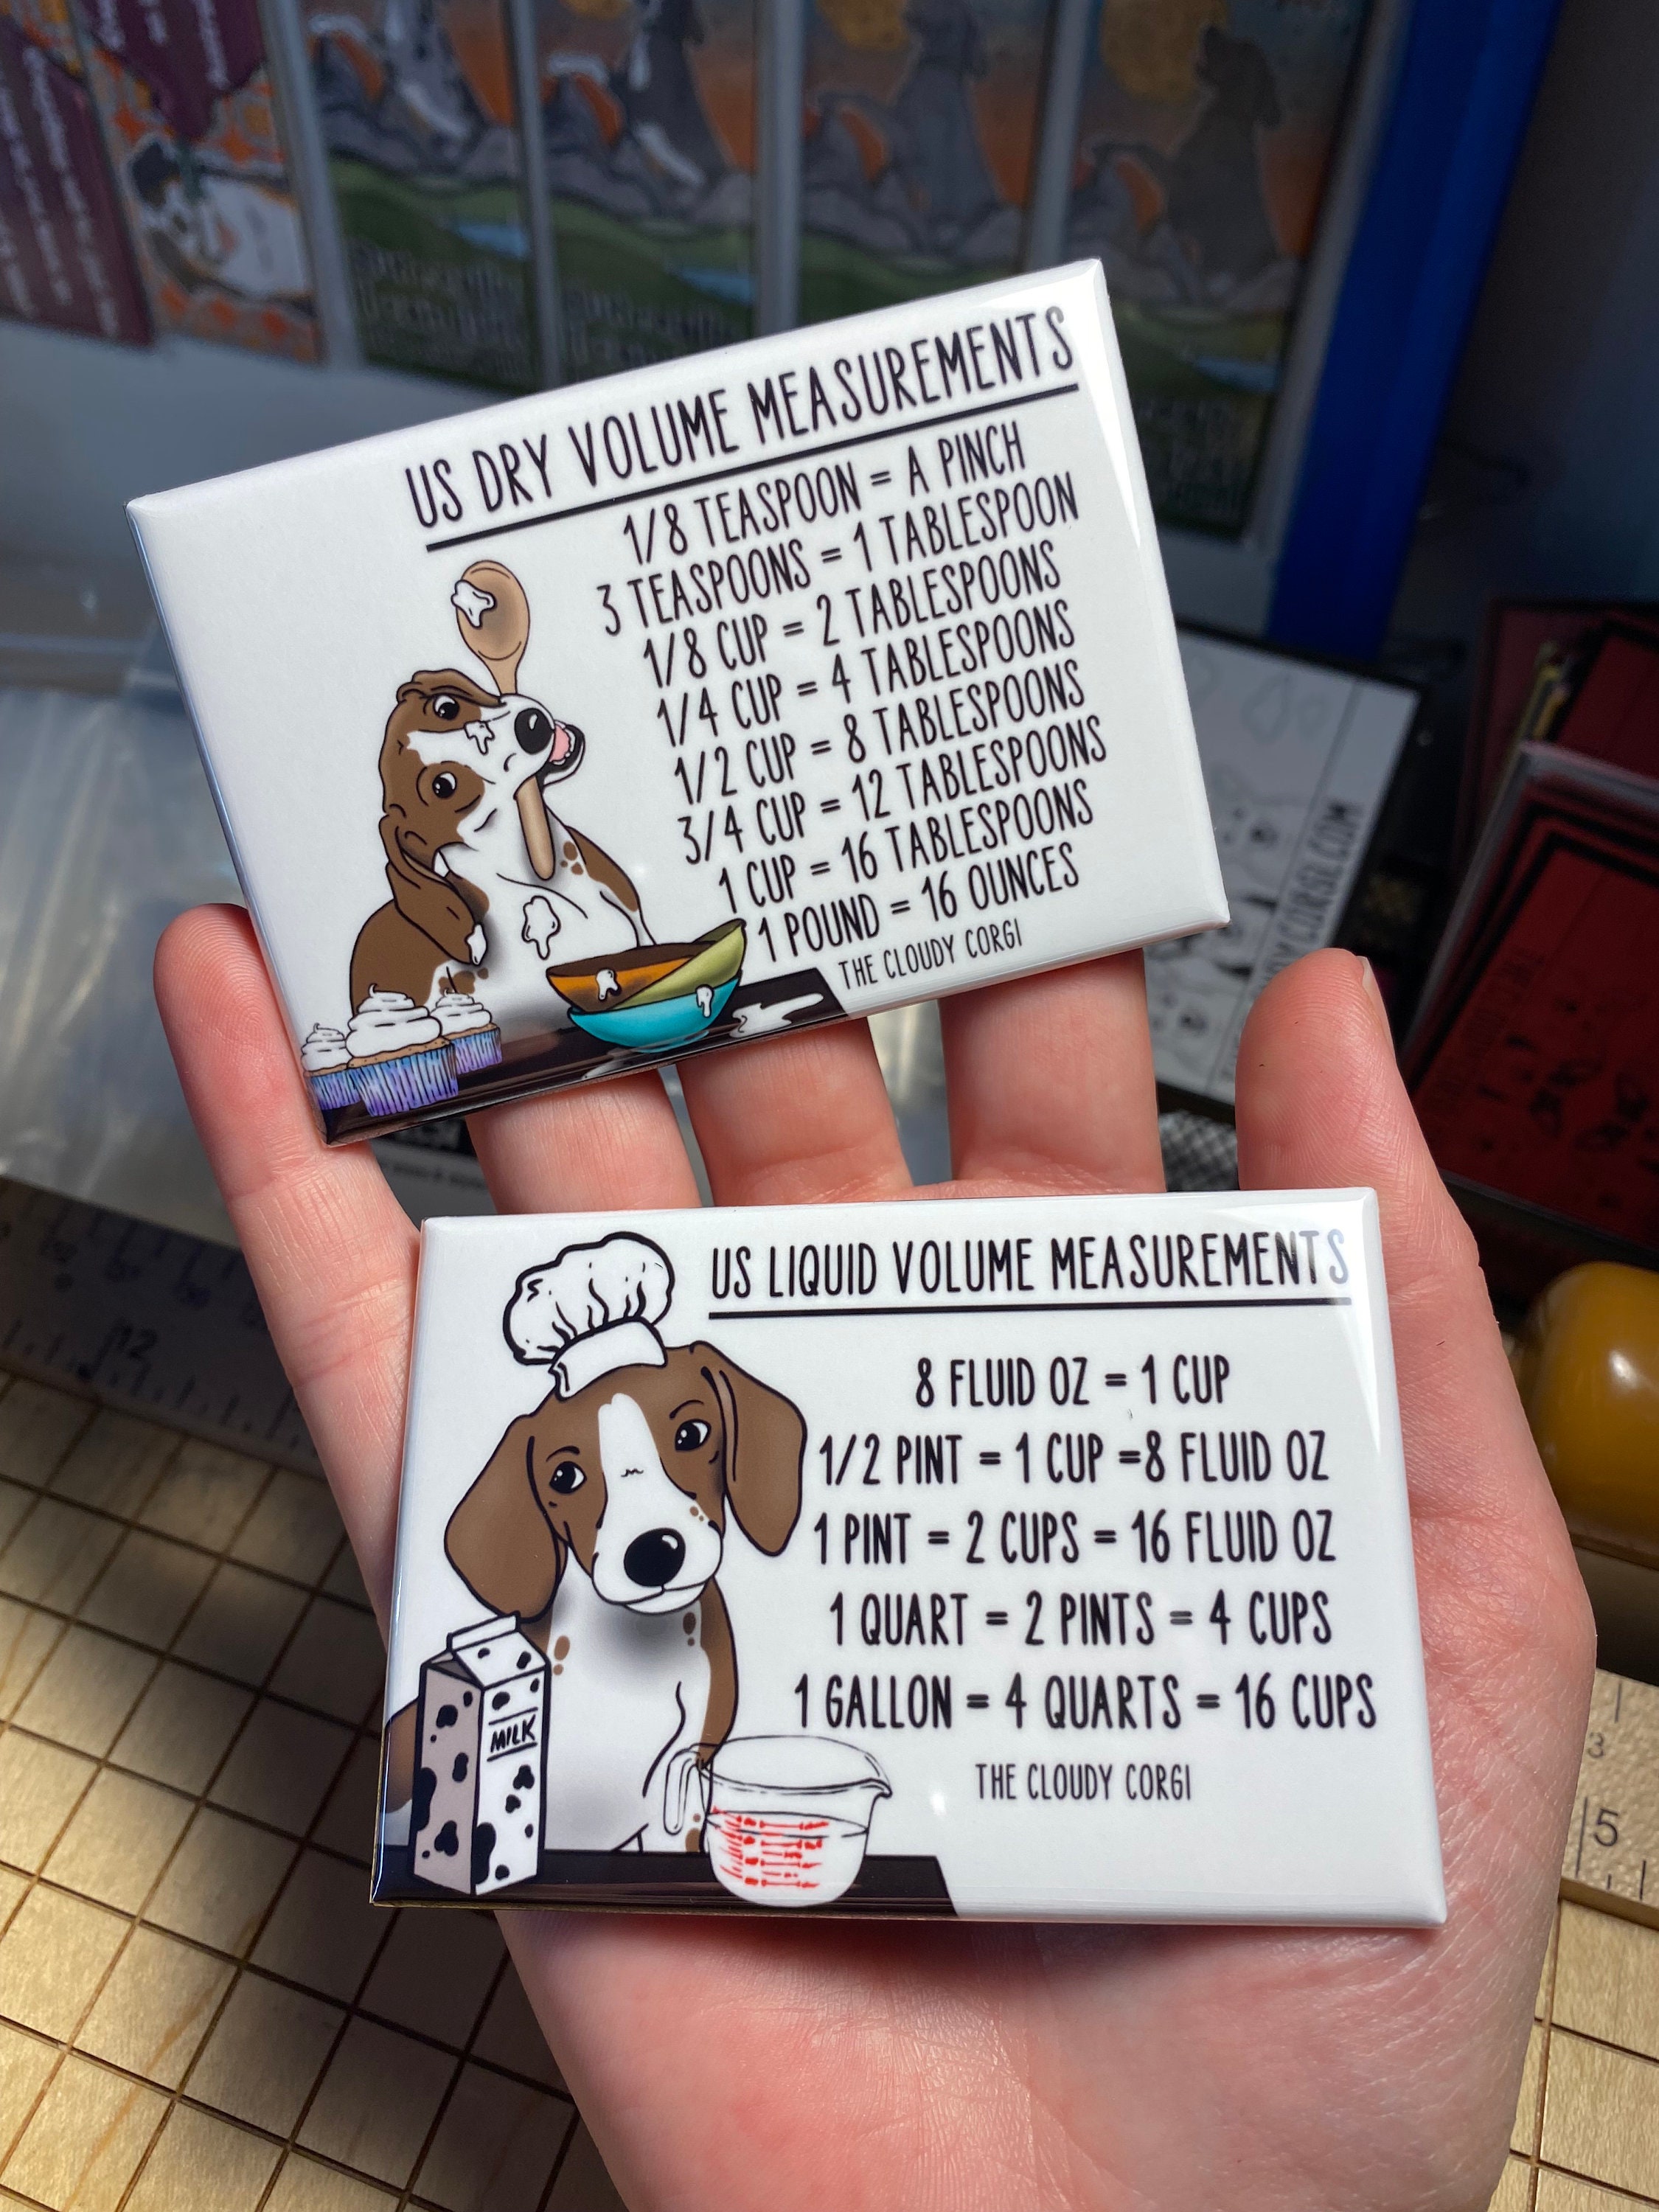 US DRY VOLUME MEASUREMENTS
1/8 TEASPOON = A PINCH
3 TEASPOONS = 1 TABLESPOON
1/8 CUP = 2 TABLESPOONS
1/4 CUP = 4 TABLESPOONS
1/2 CUP = 8 TABLESPOONS
3/4 CUP = 12 TABLESPOONS
1 CUP = 16 TABLESPOONS
1 POUND = 16 OUNCES
THE CLOUDY CORGI
US LIQUID VOLUME MEASUREMENTS
8 FLUID OZ = 1 CUP
1/2 PINT = 1 CUP =8 FLUID OZ
1 PINT = 2 CUPS = 16 FLUID OZ
1 QUART = 2 PINTS = 4 CUPS
1 GALLON = 4 QUARTS = 16 CUPS
THE CLOUDY CORGI
MILK
12
3
5